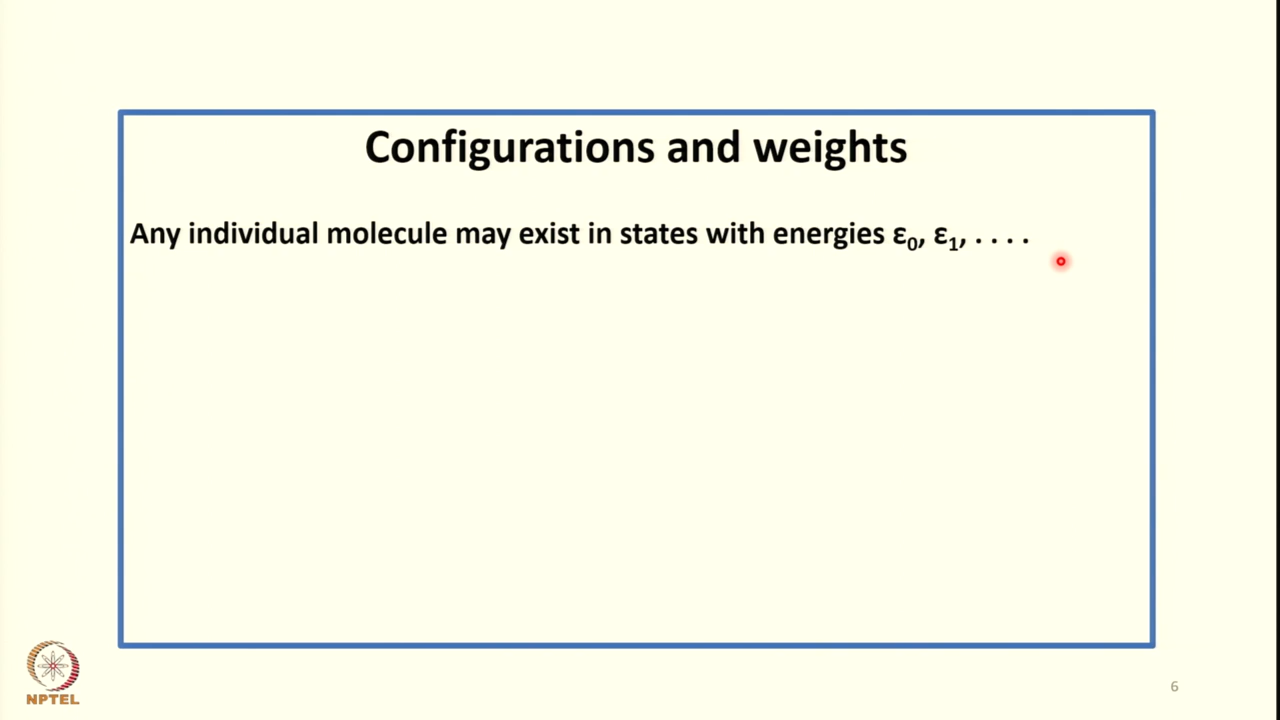 Configurations and weights
Any individual molecule may exist in states with energies ε₀, ε₁, . . . .
NPTEL
6